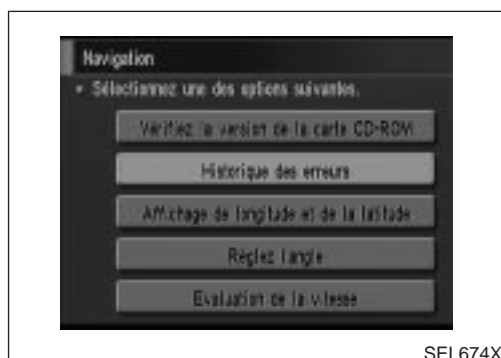 Navigation
• Sélectionnez une des options suivantes.
Vérifiez la version de la carte CD-ROM
Historique des erreurs
Affichage de longitude et de la latitude
Réglez l'angle
Evaluation de la vitesse
SEL674X